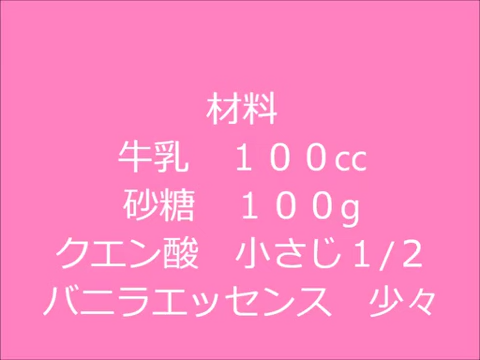 材料
牛乳　１００cc
砂糖　１００g
クエン酸　小さじ１/２
バニラエッセンス　少々